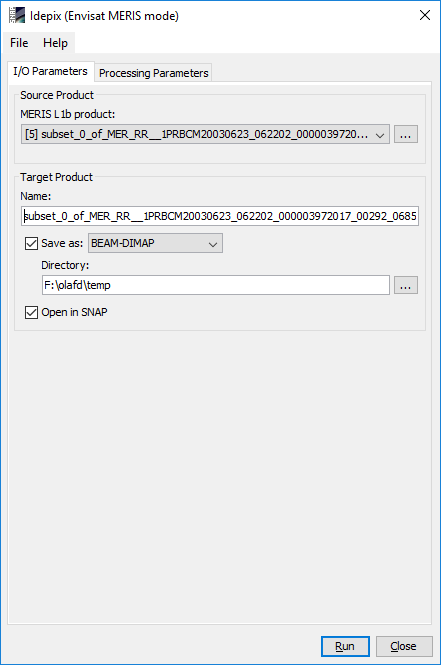 Idepix (Envisat MERIS mode)
File Help
I/O Parameters Processing Parameters
Source Product
MERIS L1b product:
[5] subset_0_of_MER_RR__1PRBCM20030623_062202_0000039720... ...
Target Product
Name:
subset_0_of_MER_RR__1PRBCM20030623_062202_000003972017_00292_0685
Save as: BEAM-DIMAP
Directory:
F:\olafd\temp ...
Open in SNAP
Run Close